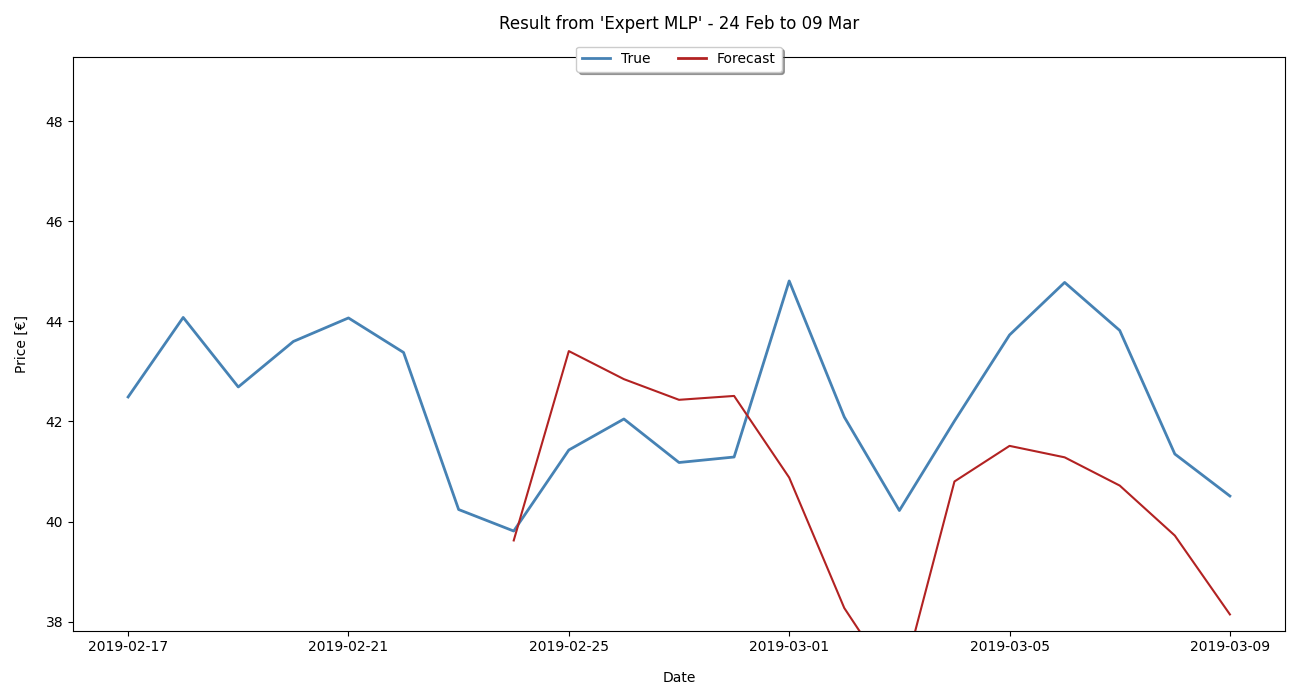 Result from 'Expert MLP' - 24 Feb to 09 Mar
True Forecast
48
46
44
42
40
38
Price [€]
2019-02-17 2019-02-21 2019-02-25 2019-03-01 2019-03-05 2019-03-09
Date